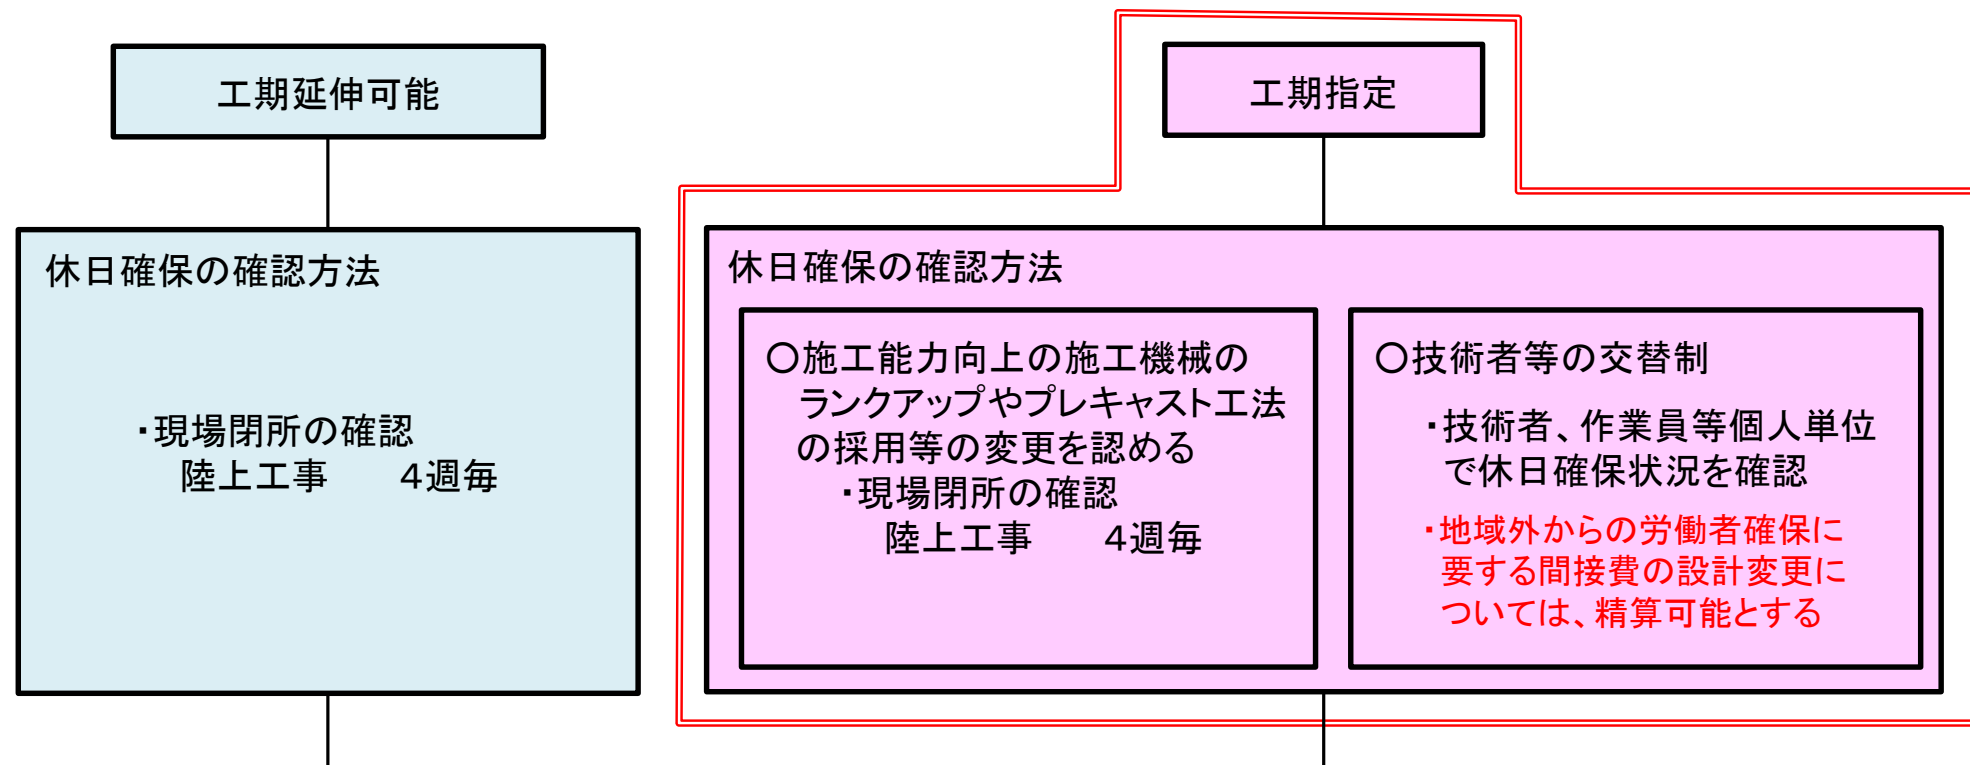 工期延伸可能
休日確保の確認方法
・現場閉所の確認
陸上工事　　4週毎
工期指定
休日確保の確認方法
〇施工能力向上の施工機械の
ランクアップやプレキャスト工法
の採用等の変更を認める
・現場閉所の確認
陸上工事　　4週毎
〇技術者等の交替制
・技術者、作業員等個人単位
で休日確保状況を確認
・地域外からの労働者確保に
要する間接費の設計変更に
ついては、精算可能とする